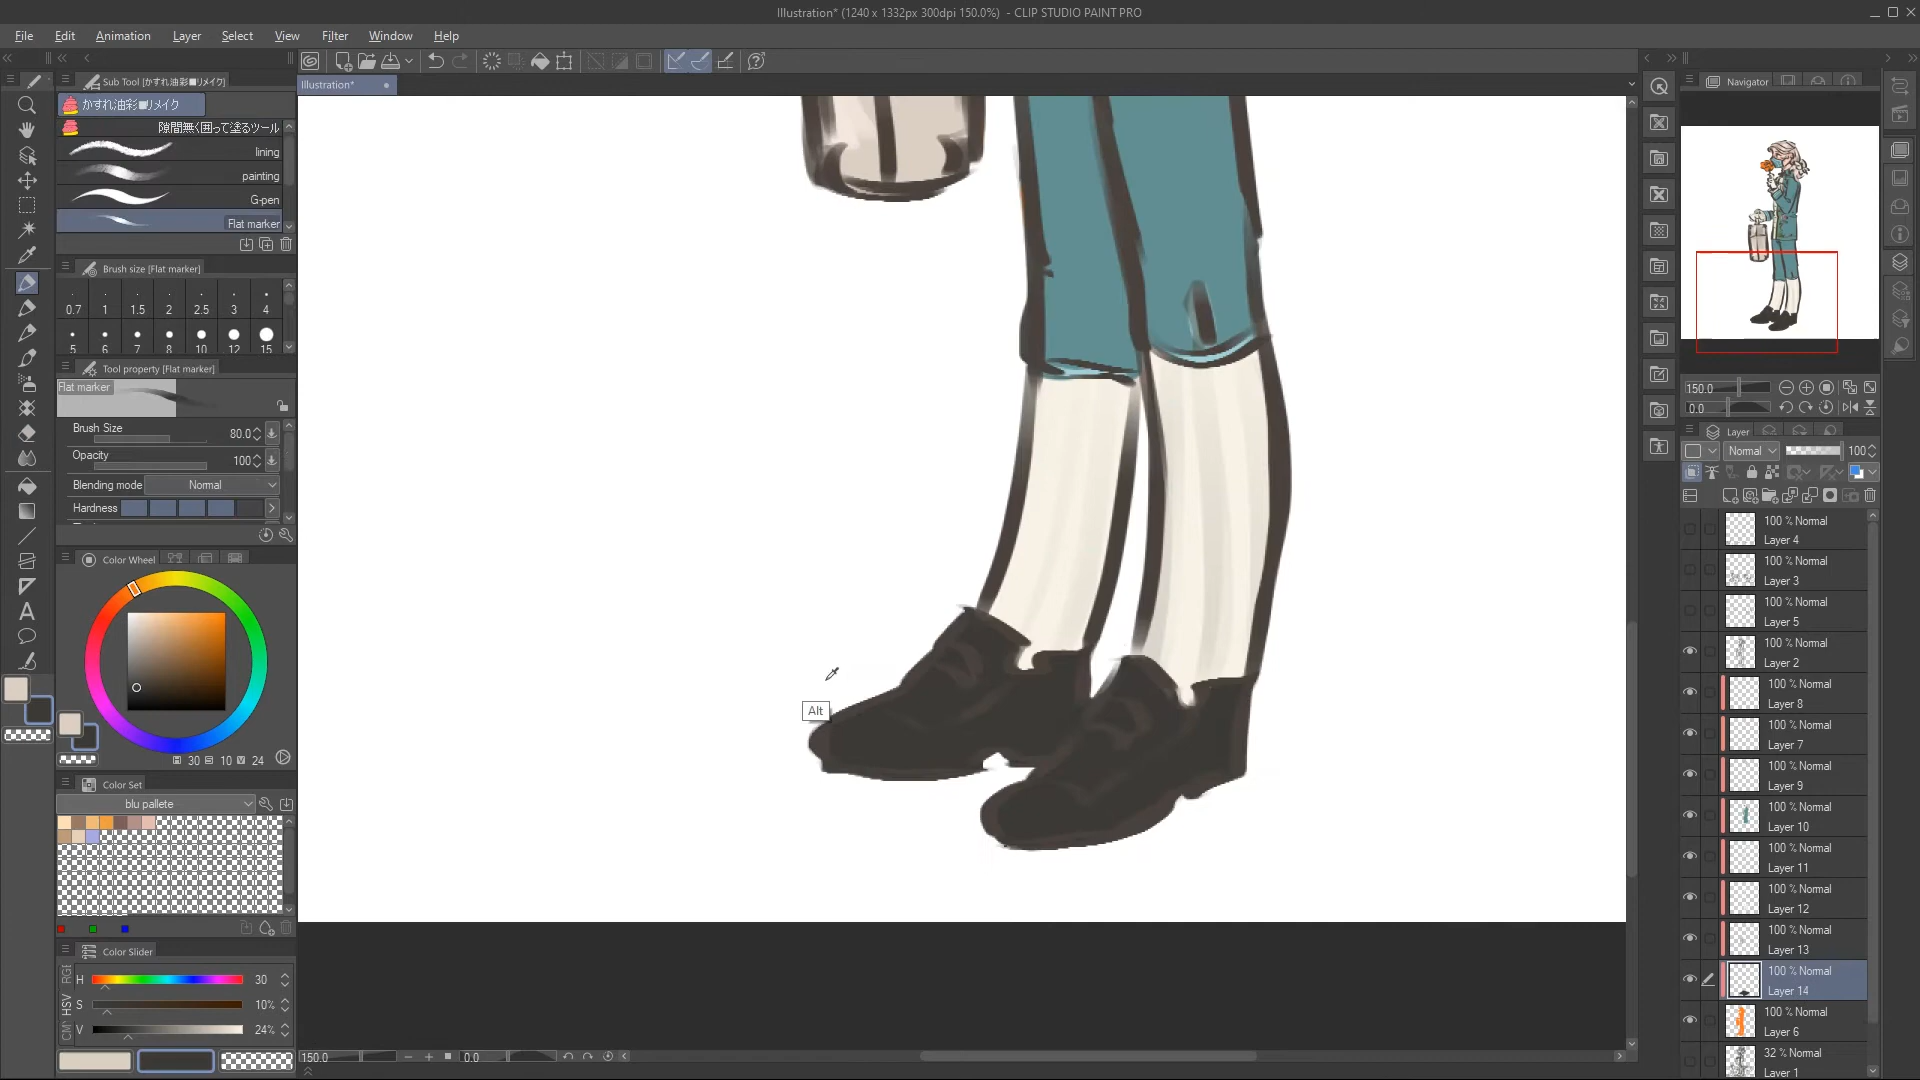 Illustration* (1240 x 1332px 300dpi 150.0%) - CLIP STUDIO PAINT PRO
File Edit Animation Layer Select View Filter Window Help
Sub Tool [かすれ油彩■リメイク]
かすれ油彩■リメイク
隙間無く囲って塗るツール
lining
painting
G-pen
Flat marker
Brush size [Flat marker]
0.7 1 1.5 2 2.5 3 4
5 6 7 8 10 12 15
Tool property [Flat marker]
Flat marker
Brush Size 80.0
Opacity 100
Blending mode Normal
Hardness
Color Wheel
H 30 S 10 V 24
Color Set
blu pallete
Color Slider
RGB
HSV
H 30
S 10%
V 24%
Illustration*
Alt
150.0 0.0
Navigator
150.0
0.0
Layer
Normal 100
100 % Normal
Layer 4
100 % Normal
Layer 3
100 % Normal
Layer 5
100 % Normal
Layer 2
100 % Normal
Layer 8
100 % Normal
Layer 7
100 % Normal
Layer 9
100 % Normal
Layer 10
100 % Normal
Layer 11
100 % Normal
Layer 12
100 % Normal
Layer 13
100 % Normal
Layer 14
100 % Normal
Layer 6
32 % Normal
Layer 1